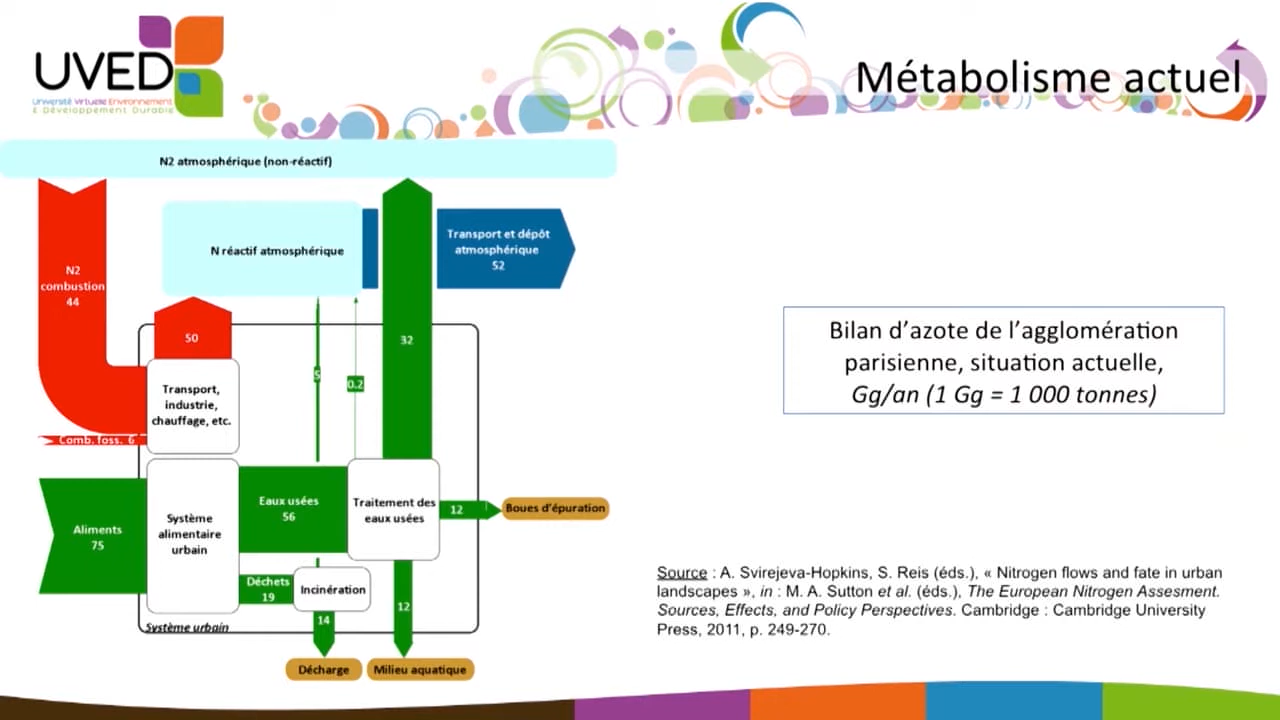 UVED
Université Virtuelle Environnement
& Développement Durable
Métabolisme actuel
N2 atmosphérique (non-réactif)
N réactif atmosphérique
Transport et dépôt
atmosphérique
52
N2
combustion
44
50
5
0.2
32
Transport,
industrie,
chauffage, etc.
Comb. foss. 6
Aliments
75
Système
alimentaire
urbain
Eaux usées
56
Traitement des
eaux usées
12
Boues d'épuration
Déchets
19
Incinération
14
12
Système urbain
Décharge
Milieu aquatique
Bilan d'azote de l'agglomération
parisienne, situation actuelle,
Gg/an (1 Gg = 1 000 tonnes)
Source : A. Svirejeva-Hopkins, S. Reis (éds.), « Nitrogen flows and fate in urban
landscapes », in : M. A. Sutton et al. (éds.), The European Nitrogen Assesment.
Sources, Effects, and Policy Perspectives. Cambridge : Cambridge University
Press, 2011, p. 249-270.